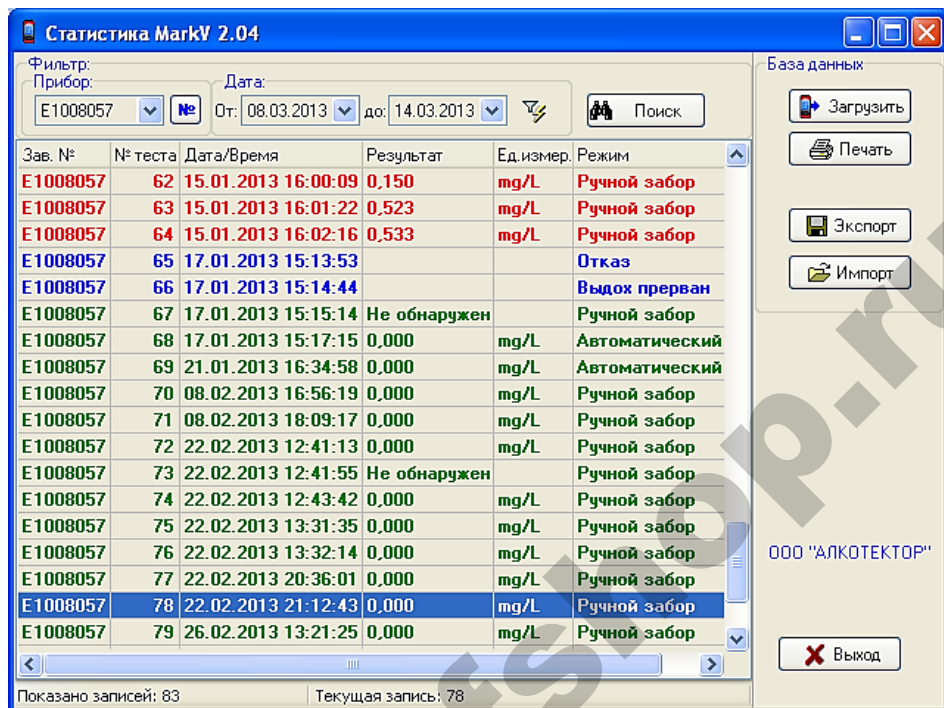 Статистика MarkV 2.04
Фильтр:
Прибор:
Дата:
E1008057
№
От: 08.03.2013
до: 14.03.2013
Поиск
База данных
Загрузить
Печать
Экспорт
Импорт
Зав. № № теста Дата/Время Результат Ед.измер. Режим
E1008057 62 15.01.2013 16:00:09 0,150 mg/L Ручной забор
E1008057 63 15.01.2013 16:01:22 0,523 mg/L Ручной забор
E1008057 64 15.01.2013 16:02:16 0,533 mg/L Ручной забор
E1008057 65 17.01.2013 15:13:53 Отказ
E1008057 66 17.01.2013 15:14:44 Выдох прерван
E1008057 67 17.01.2013 15:15:14 Не обнаружен Ручной забор
E1008057 68 17.01.2013 15:17:15 0,000 mg/L Автоматический
E1008057 69 21.01.2013 16:34:58 0,000 mg/L Автоматический
E1008057 70 08.02.2013 16:56:19 0,000 mg/L Ручной забор
E1008057 71 08.02.2013 18:09:17 0,000 mg/L Ручной забор
E1008057 72 22.02.2013 12:41:13 0,000 mg/L Ручной забор
E1008057 73 22.02.2013 12:41:55 Не обнаружен Ручной забор
E1008057 74 22.02.2013 12:43:42 0,000 mg/L Ручной забор
E1008057 75 22.02.2013 13:31:35 0,000 mg/L Ручной забор
E1008057 76 22.02.2013 13:32:14 0,000 mg/L Ручной забор
E1008057 77 22.02.2013 20:36:01 0,000 mg/L Ручной забор
E1008057 78 22.02.2013 21:12:43 0,000 mg/L Ручной забор
E1008057 79 26.02.2013 13:21:25 0,000 mg/L Ручной забор
ООО "АЛКОТЕКТОР"
Выход
Показано записей: 83
Текущая запись: 78
fshop.ru